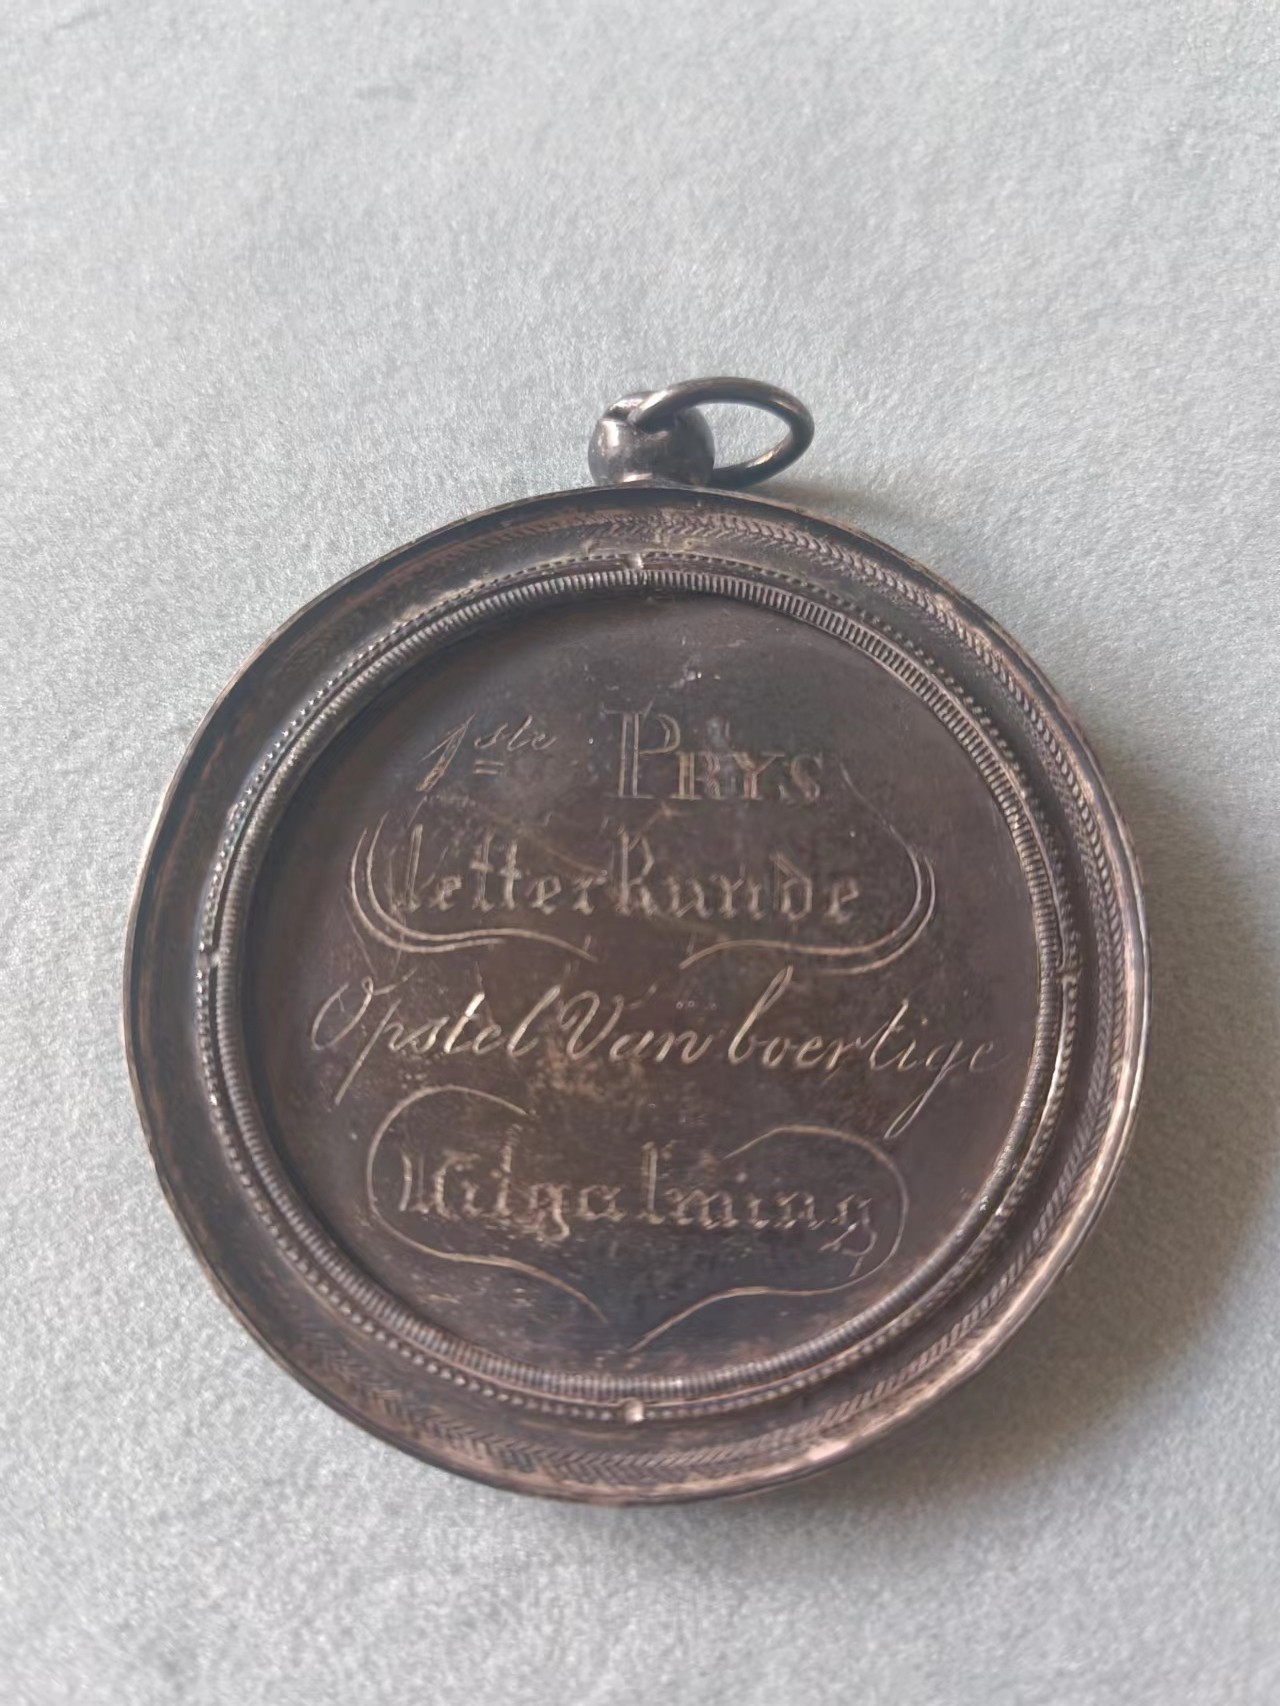 1ste PRYS
letterkunde
Opstel Van boertige
Uitgalming